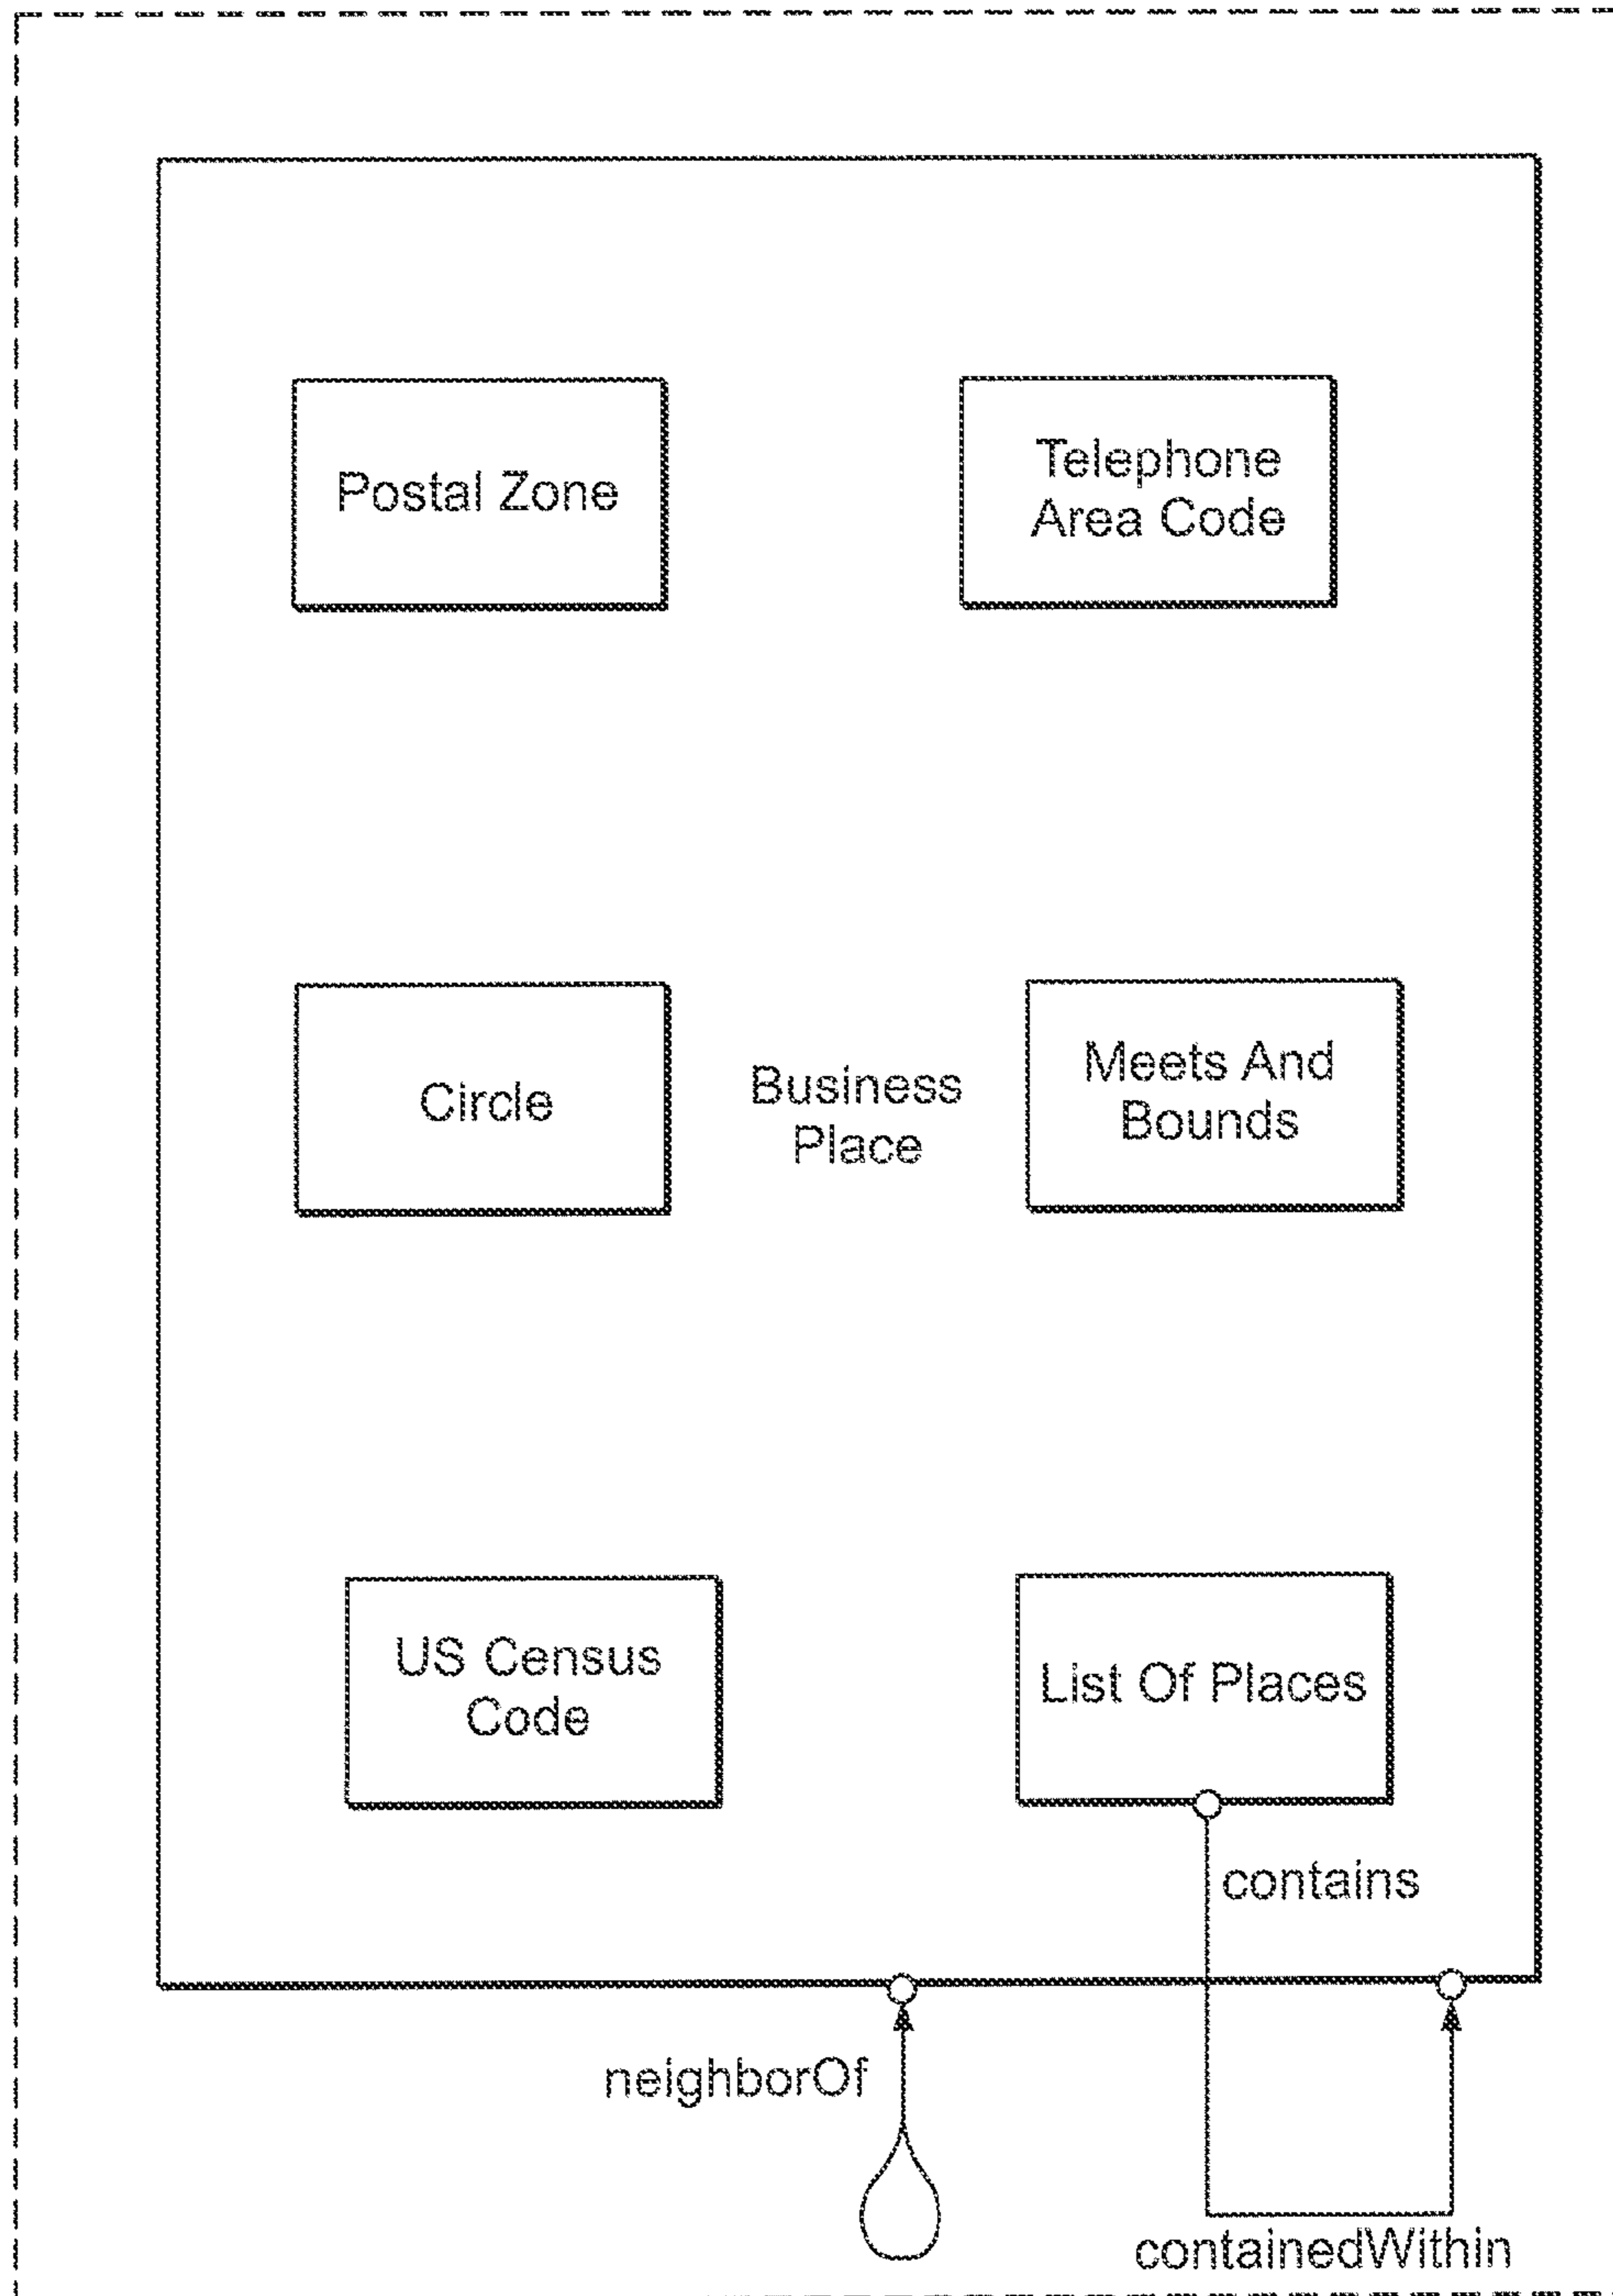 Postal Zone
Telephone
Area Code
Circle
Business
Place
Meets And
Bounds
US Census
Code
List Of Places
contains
neighborOf
containedWithin